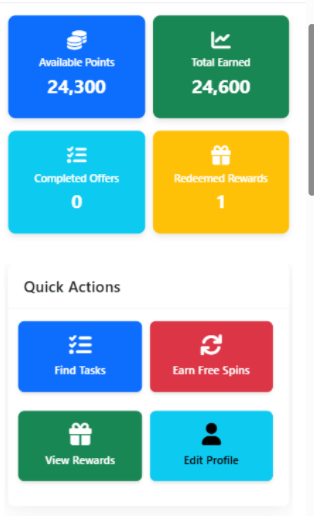 Available Points
24,300
Total Earned
24,600
Completed Offers
0
Redeemed Rewards
1
Quick Actions
Find Tasks
Earn Free Spins
View Rewards
Edit Profile